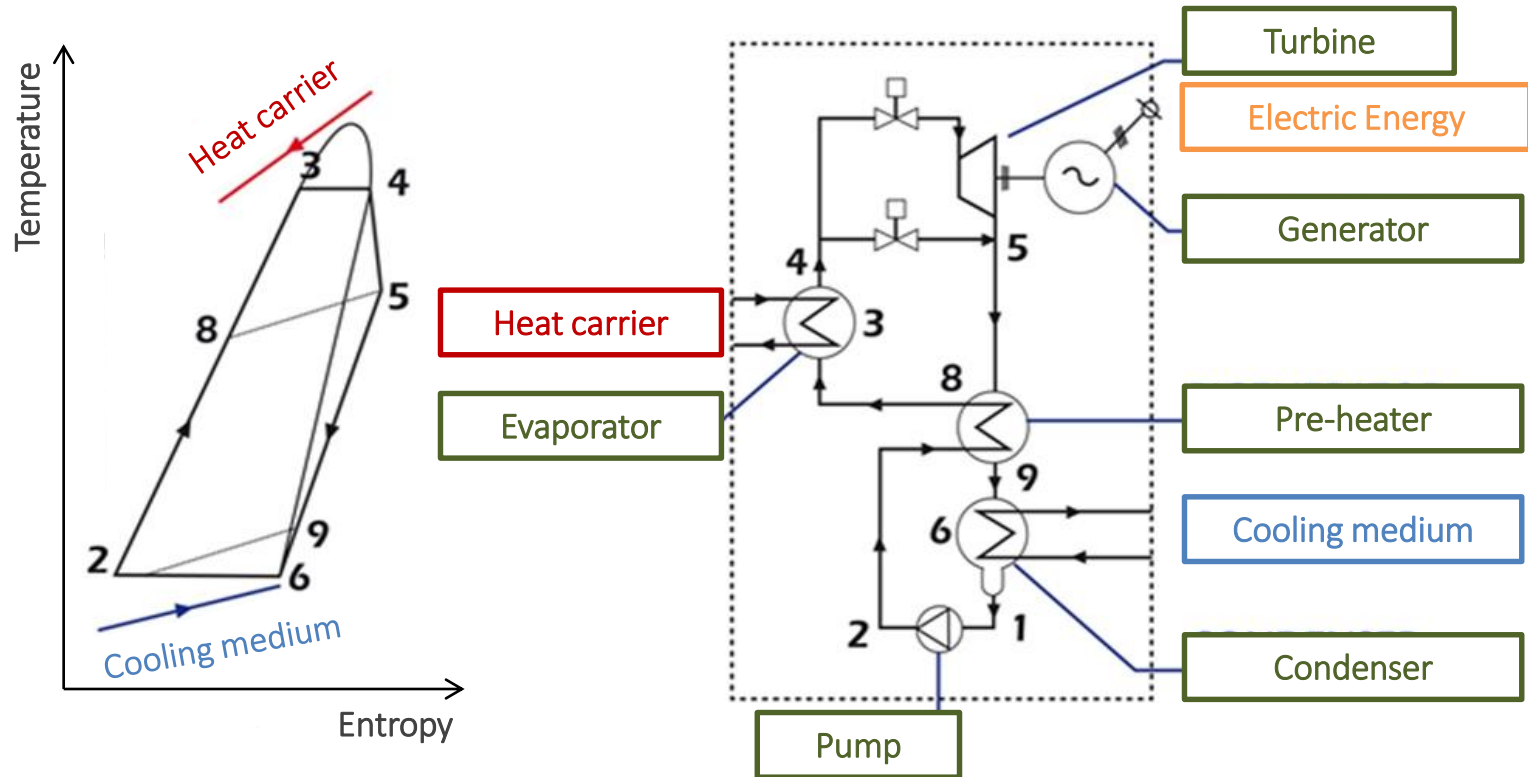 Temperature
Heat carrier
3
4
5
8
9
2
6
Cooling medium
Entropy
Turbine
Electric Energy
Generator
4
5
Heat carrier
3
Evaporator
8
Pre-heater
9
6
Cooling medium
2
1
Condenser
Pump